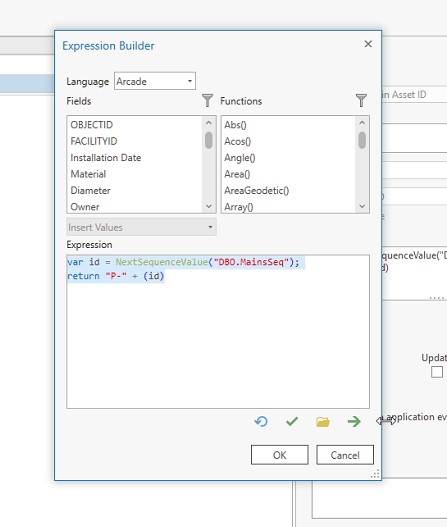 Expression Builder
Language Arcade
Fields
Functions
OBJECTID
FACILITYID
Installation Date
Material
Diameter
Owner
Abs()
Acos()
Angle()
Area()
AreaGeodetic()
Array()
Insert Values
Expression
var id = NextSequenceValue("DBO.MainsSeq");
return "P-" + (id)
OK
Cancel
in Asset ID
quenceValue("D
d)
Updat
application ev